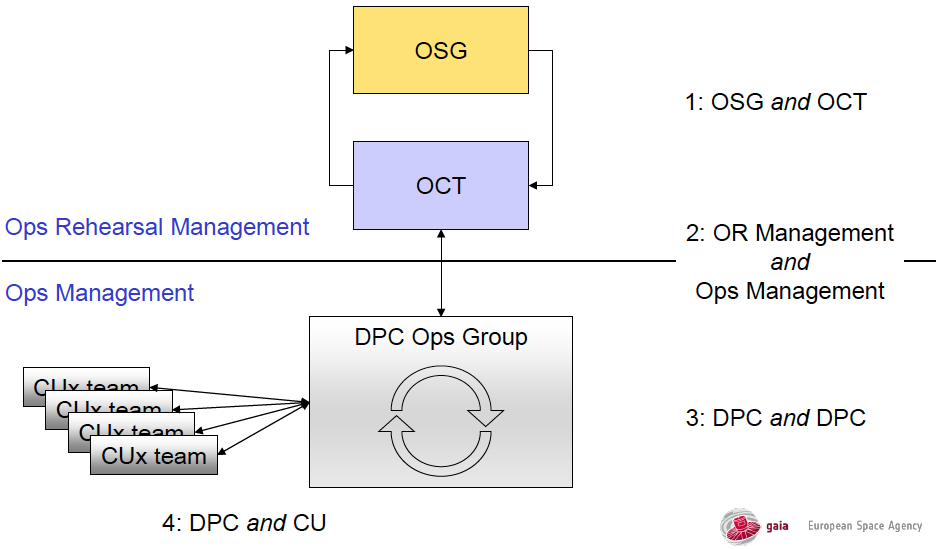 OSG
1: OSG and OCT
OCT
Ops Rehearsal Management
2: OR Management
and
Ops Management
Ops Management
DPC Ops Group
CUx team
CUx team
CUx team
CUx team
3: DPC and DPC
4: DPC and CU
gaia European Space Agency